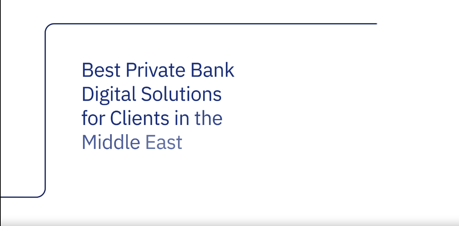 Best Private Bank
Digital Solutions
for Clients in the
Middle East